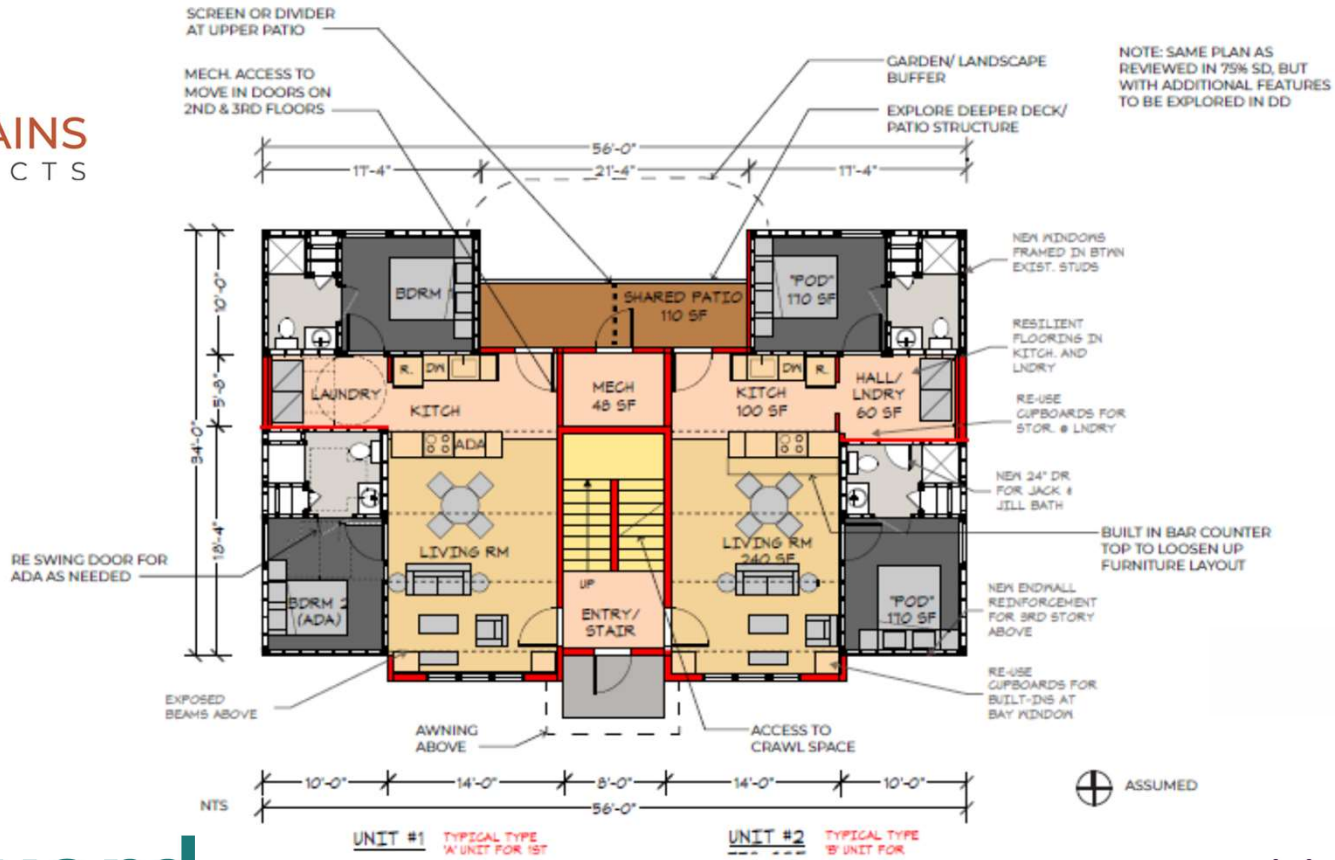 SCREEN OR DIVIDER
AT UPPER PATIO
MECH. ACCESS TO
MOVE IN DOORS ON
2ND & 3RD FLOORS
GARDEN/ LANDSCAPE
BUFFER
EXPLORE DEEPER DECK/
PATIO STRUCTURE
NOTE: SAME PLAN AS
REVIEWED IN 75% SD, BUT
WITH ADDITIONAL FEATURES
TO BE EXPLORED IN DD
AINS
CTS
56'-0"
17'-4"
21'-4"
17'-4"
34'-0"
10'-0"
5'-8"
18'-4"
BDRM
SHARED PATIO
110 SF
"POD"
170 SF
NEW WINDOWS
FRAMED IN BTWN
EXIST. STUDS
RESILIENT
FLOORING IN
KITCH. AND
LNDRY
RE-USE
CUPBOARDS FOR
STOR. @ LNDRY
NEW 24" DR
FOR JACK &
JILL BATH
BUILT IN BAR COUNTER
TOP TO LOOSEN UP
FURNITURE LAYOUT
NEW ENDWALL
REINFORCEMENT
FOR 3RD STORY
ABOVE
RE-USE
CUPBOARDS FOR
BUILT-INS AT
BAY WINDOW
LAUNDRY
R.
DW
KITCH
MECH
48 SF
KITCH
100 SF
DW
R.
HALL/
LNDRY
60 SF
ADA
LIVING RM
LIVING RM
240 SF
UP
ENTRY/
STAIR
BDRM 2
(ADA)
"POD"
170 SF
RE SWING DOOR FOR
ADA AS NEEDED
EXPOSED
BEAMS ABOVE
AWNING
ABOVE
ACCESS TO
CRAWL SPACE
10'-0"
14'-0"
8'-0"
14'-0"
10'-0"
56'-0"
NTS
ASSUMED
UNIT #1
TYPICAL TYPE
'A' UNIT FOR 1ST
UNIT #2
TYPICAL TYPE
'B' UNIT FOR